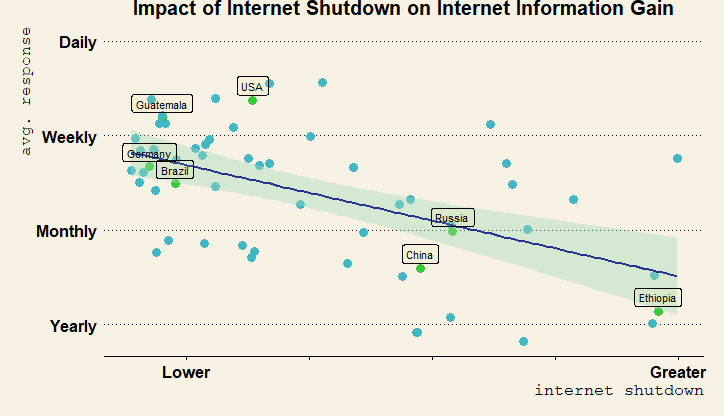 Impact of Internet Shutdown on Internet Information Gain
avg. response
Daily
USA
Guatemala
Weekly
Germany
Brazil
Russia
Monthly
China
Ethiopia
Yearly
Lower
Greater
internet shutdown